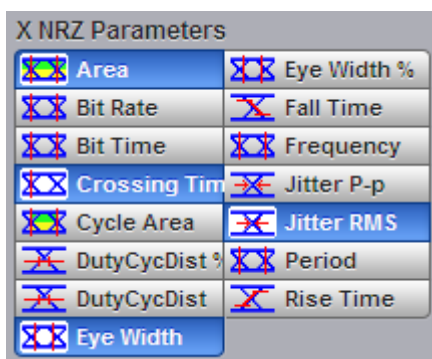 X NRZ Parameters
Area
Eye Width %
Bit Rate
Fall Time
Bit Time
Frequency
Crossing Tim
Jitter P-p
Cycle Area
Jitter RMS
DutyCycDist %
Period
DutyCycDist
Rise Time
Eye Width